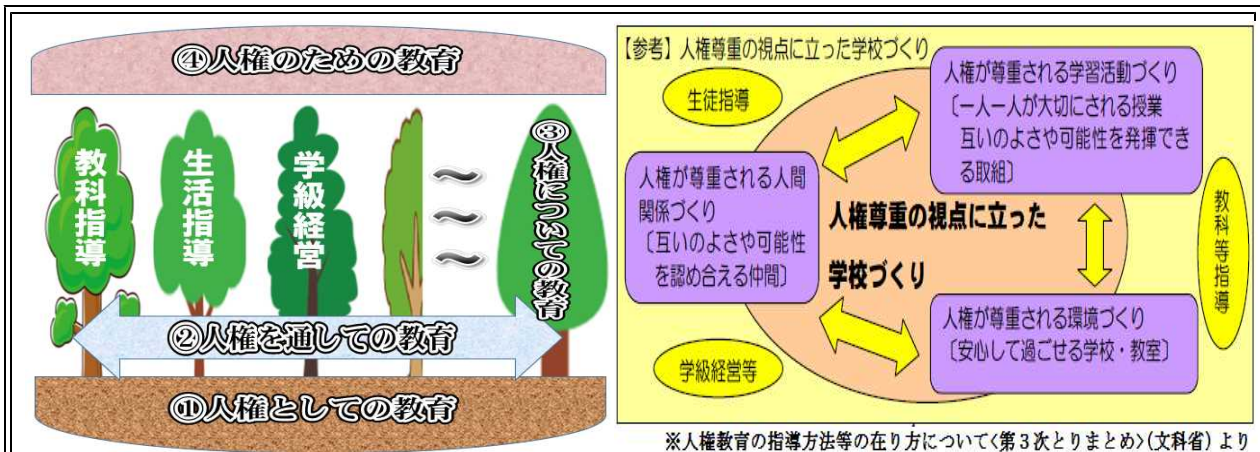 ④人権のための教育
教科指導
生活指導
学級経営
～
～
～
③人権についての教育
②人権を通しての教育
①人権としての教育
【参考】人権尊重の視点に立った学校づくり
生徒指導
人権が尊重される学習活動づくり
〔一人一人が大切にされる授業
互いのよさや可能性を発揮でき
る取組〕
人権が尊重される人間
関係づくり
〔互いのよさや可能性
を認め合える仲間〕
人権尊重の視点に立った
学校づくり
教科等指導
人権が尊重される環境づくり
〔安心して過ごせる学校・教室〕
学級経営等
※人権教育の指導方法等の在り方について<第３次とりまとめ>(文科省) より